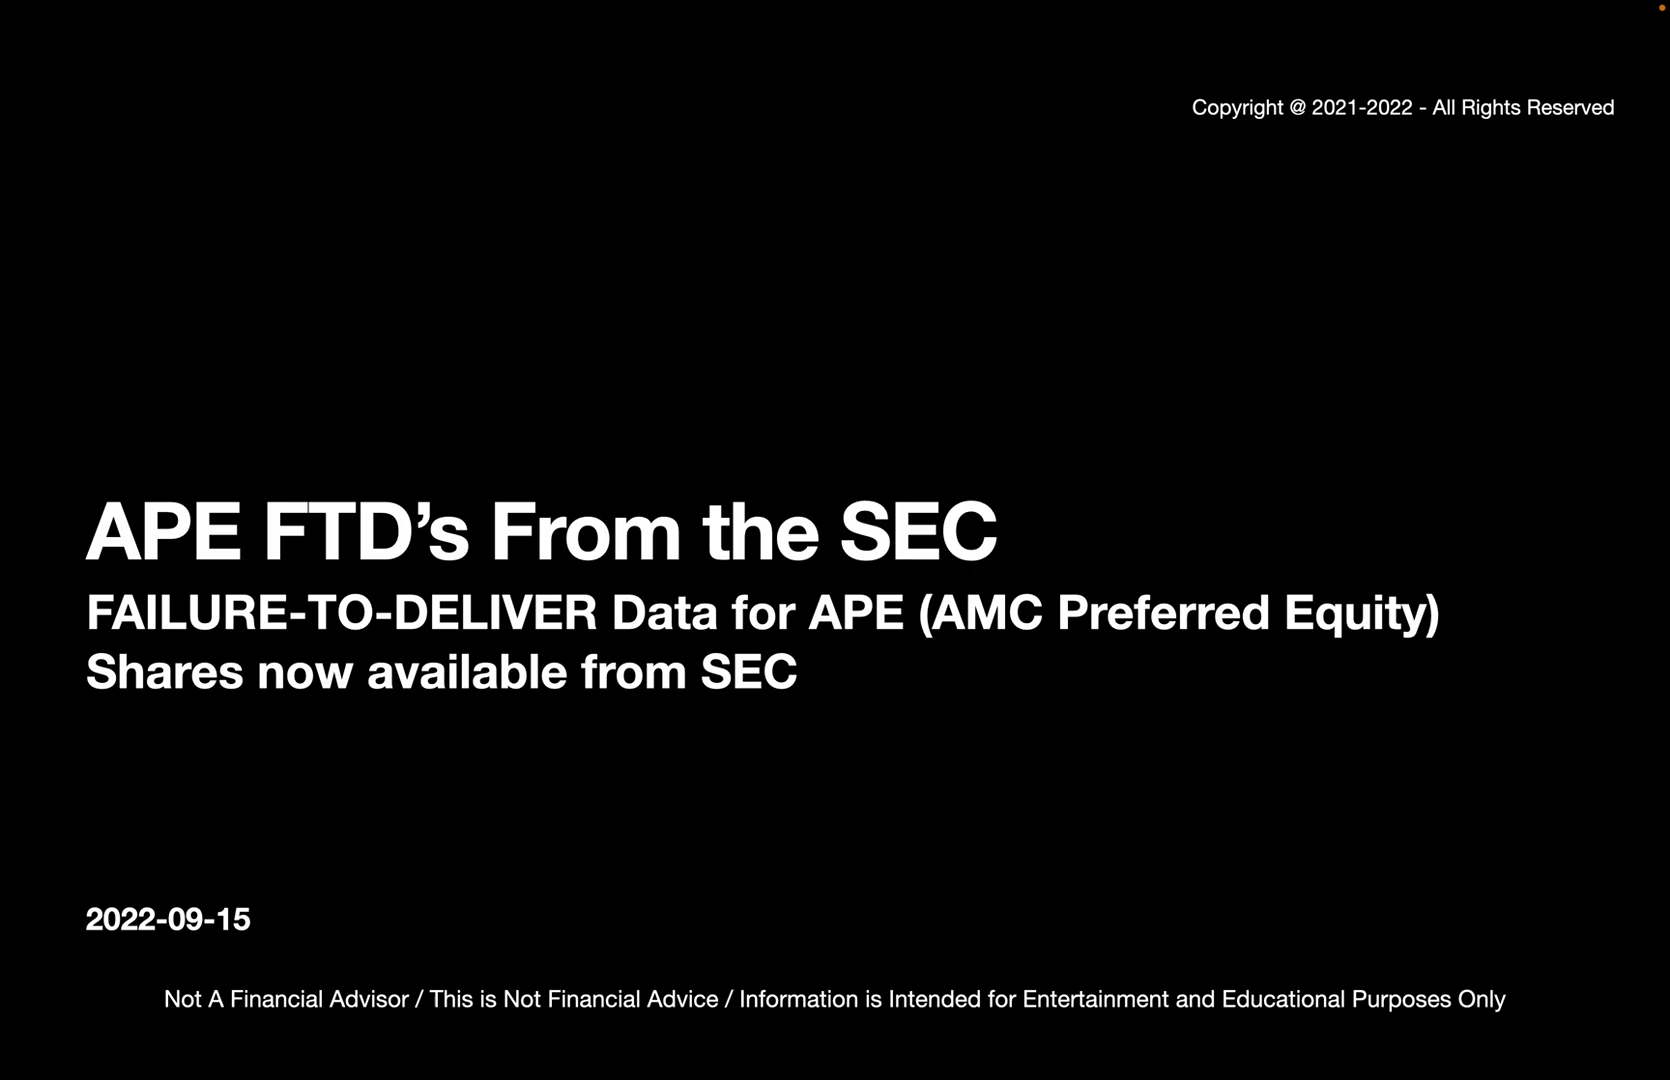 Copyright @ 2021-2022 - All Rights Reserved
APE FTD’s From the SEC
FAILURE-TO-DELIVER Data for APE (AMC Preferred Equity)
Shares now available from SEC
2022-09-15
Not A Financial Advisor / This is Not Financial Advice / Information is Intended for Entertainment and Educational Purposes Only